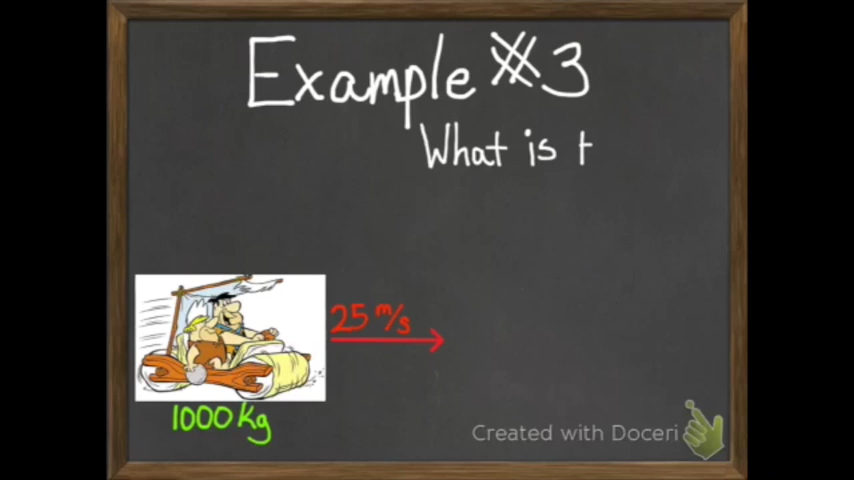 Example #3
What is t
25 m/s
1000 Kg
Created with Doceri